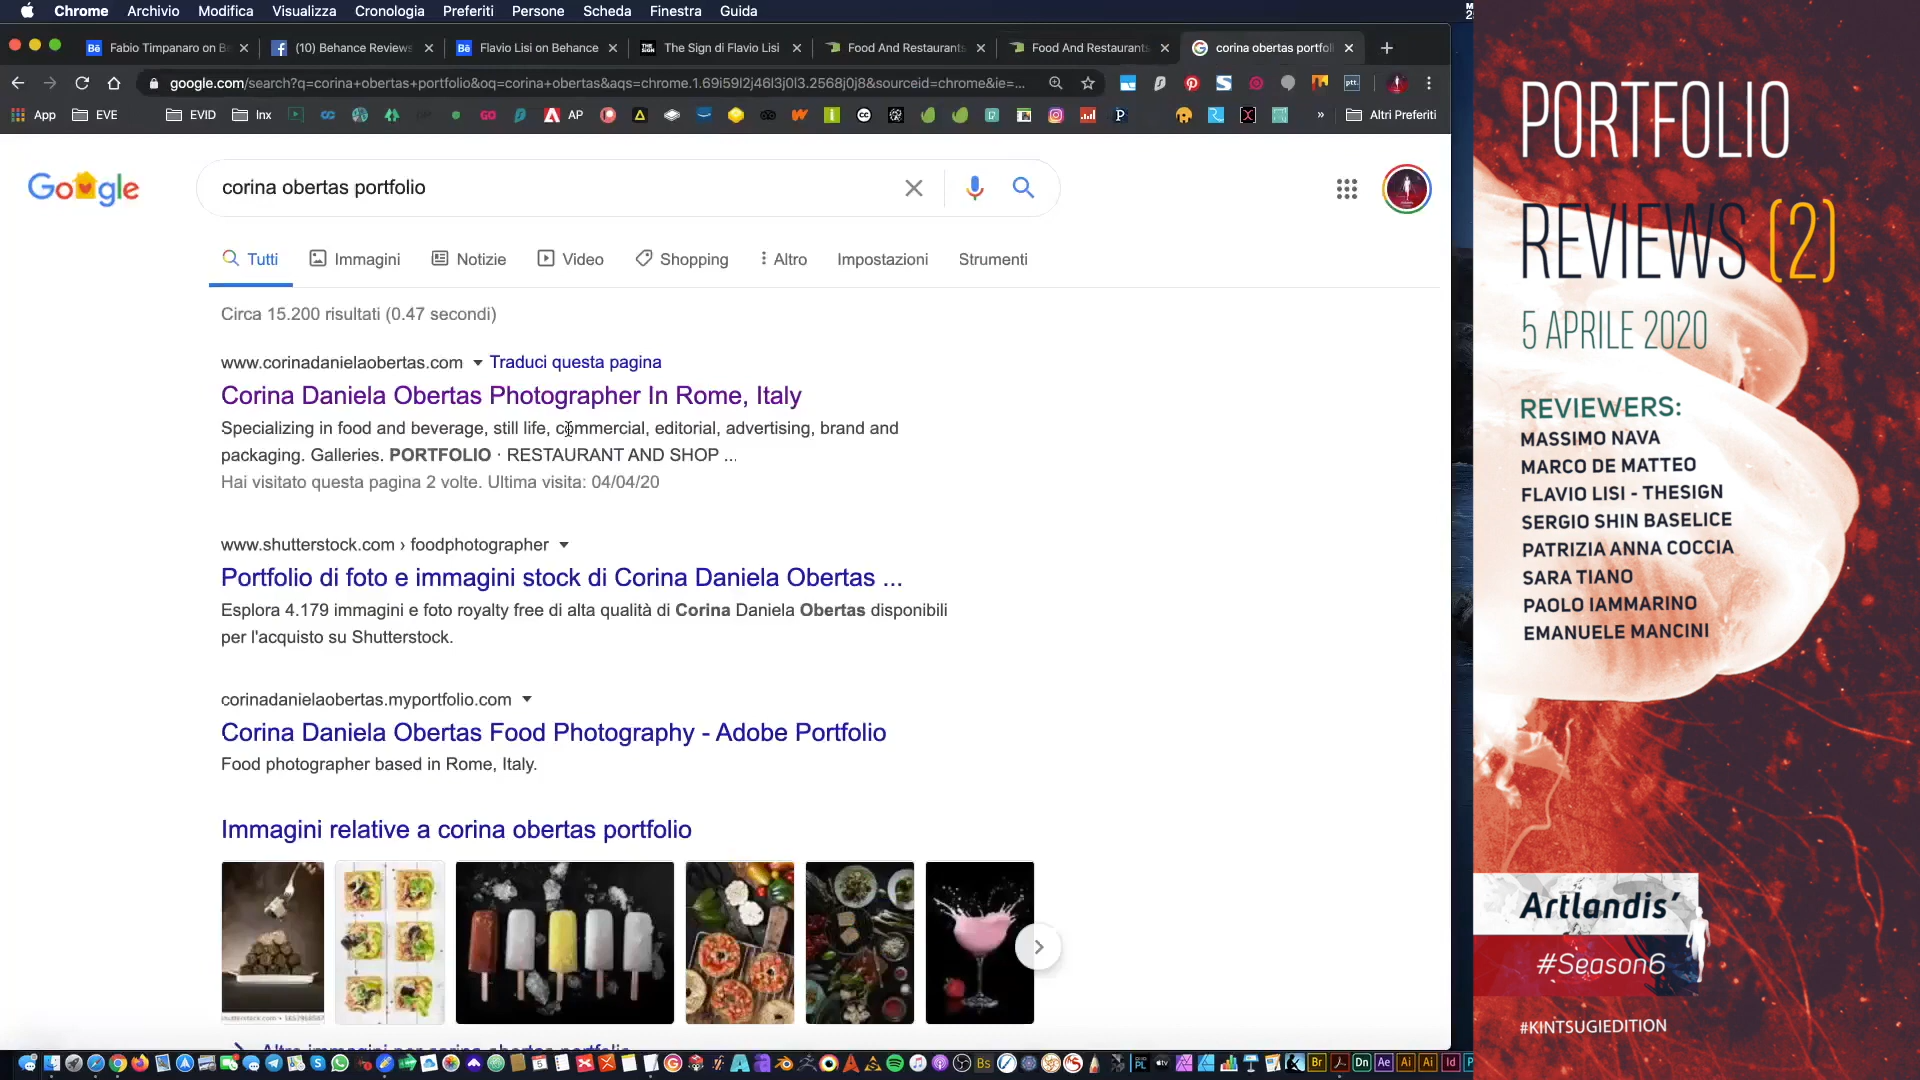 Chrome Archivio Modifica Visualizza Cronologia Preferiti Persone Scheda Finestra Guida
Fabio Timpanaro on B
(10) Behance Reviews
Flavio Lisi on Behance
The Sign di Flavio Lisi
Food And Restaurants
Food And Restaurants
corina obertas portfoli
google.com/search?q=corina+obertas+portfolio&oq=corina+obertas&aqs=chrome.1.69i59l2j46l3j0l3.2568j0j8&sourceid=chrome&ie=...
App EVE EVID Inx AP Altri Preferiti
Google
corina obertas portfolio
Tutti Immagini Notizie Video Shopping Altro Impostazioni Strumenti
Circa 15.200 risultati (0.47 secondi)
www.corinadanielaobertas.com Traduci questa pagina
Corina Daniela Obertas Photographer In Rome, Italy
Specializing in food and beverage, still life, commercial, editorial, advertising, brand and
packaging. Galleries. PORTFOLIO · RESTAURANT AND SHOP ...
Hai visitato questa pagina 2 volte. Ultima visita: 04/04/20
www.shutterstock.com › foodphotographer
Portfolio di foto e immagini stock di Corina Daniela Obertas ...
Esplora 4.179 immagini e foto royalty free di alta qualità di Corina Daniela Obertas disponibili
per l'acquisto su Shutterstock.
corinadanielaobertas.myportfolio.com
Corina Daniela Obertas Food Photography - Adobe Portfolio
Food photographer based in Rome, Italy.
Immagini relative a corina obertas portfolio
PORTFOLIO
REVIEWS (2)
5 APRILE 2020
REVIEWERS:
MASSIMO NAVA
MARCO DE MATTEO
FLAVIO LISI - THESIGN
SERGIO SHIN BASELICE
PATRIZIA ANNA COCCIA
SARA TIANO
PAOLO IAMMARINO
EMANUELE MANCINI
Artlandis'
#Season6
#KINTSUGIEDITION